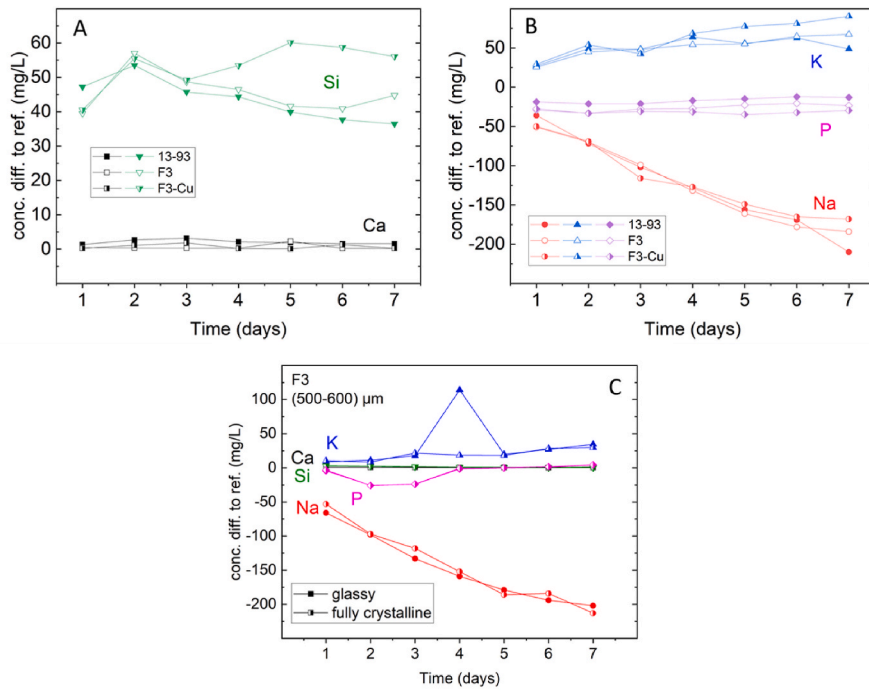 A
conc. diff. to ref. (mg/L)
60
50
40
30
20
10
0
Si
Ca
13-93
F3
F3-Cu
1 2 3 4 5 6 7
Time (days)
B
conc. diff. to ref. (mg/L)
50
0
-50
-100
-150
-200
K
P
Na
13-93
F3
F3-Cu
1 2 3 4 5 6 7
Time (days)
F3
(500-600) µm
C
conc. diff. to ref. (mg/L)
100
50
0
-50
-100
-150
-200
K
Ca
Si
P
Na
glassy
fully crystalline
1 2 3 4 5 6 7
Time (days)